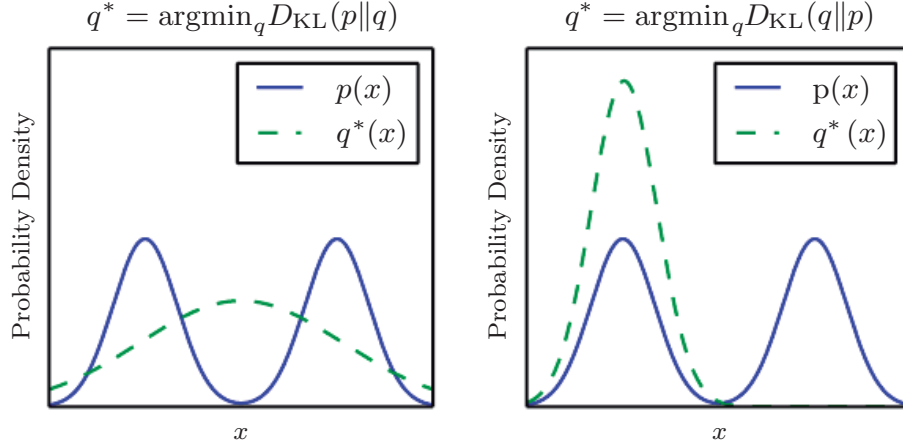 q* = argmin_q D_KL(p‖q)
p(x)
q*(x)
Probability Density
x
q* = argmin_q D_KL(q‖p)
p(x)
q* (x)
Probability Density
x